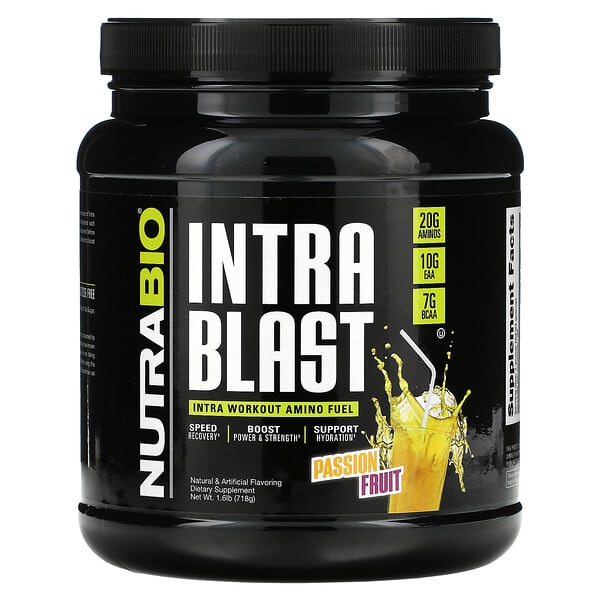 NUTRABIO®
INTRA
BLAST
INTRA WORKOUT AMINO FUEL
SPEED
RECOVERY†
BOOST
POWER & STRENGTH†
SUPPORT
HYDRATION†
20G
AMINOS
10G
EAA
7G
BCAA
PASSION
FRUIT
Natural & Artificial Flavoring
Dietary Supplement
Net Wt. 1.6lb (718g)
Supplement Facts